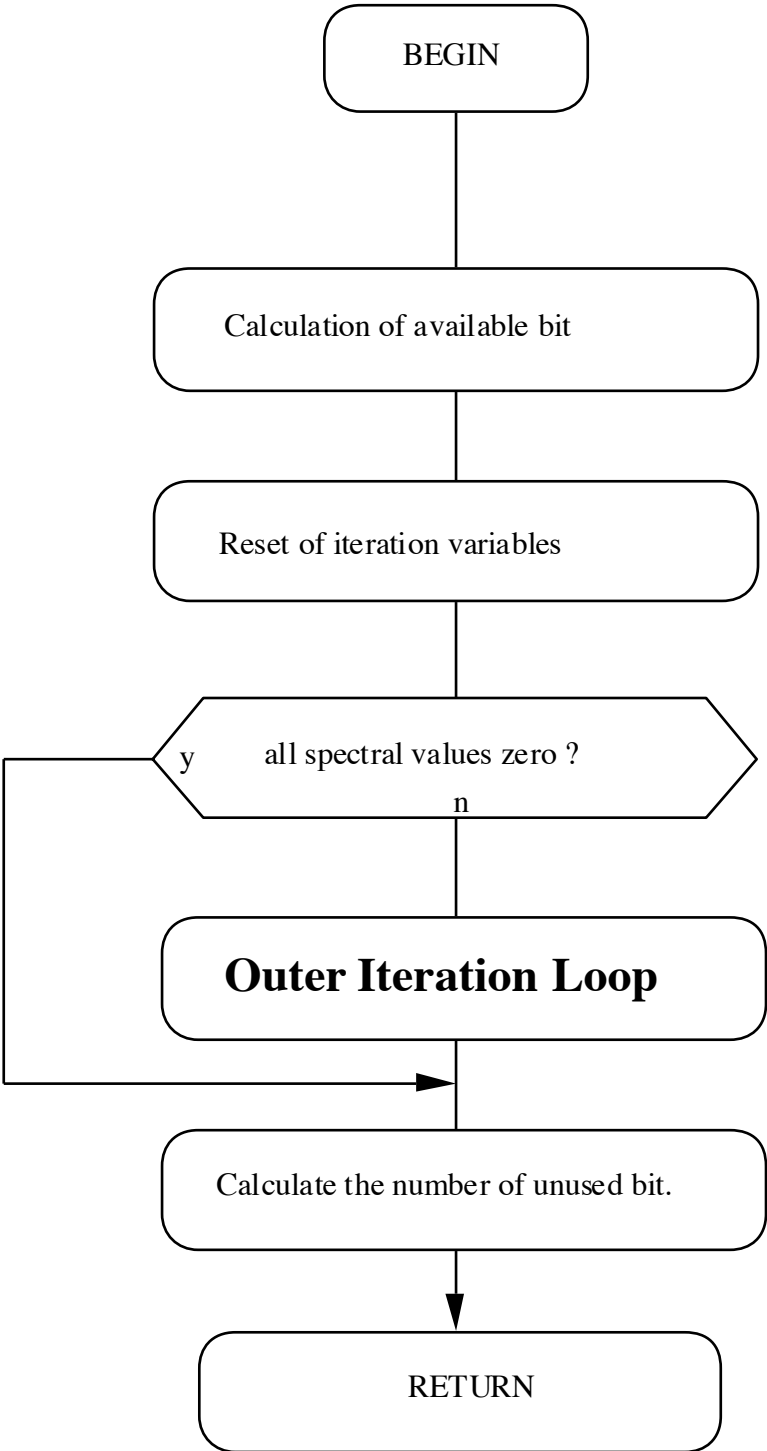 BEGIN
Calculation of available bit
Reset of iteration variables
y all spectral values zero ?
n
Outer Iteration Loop
Calculate the number of unused bit.
RETURN